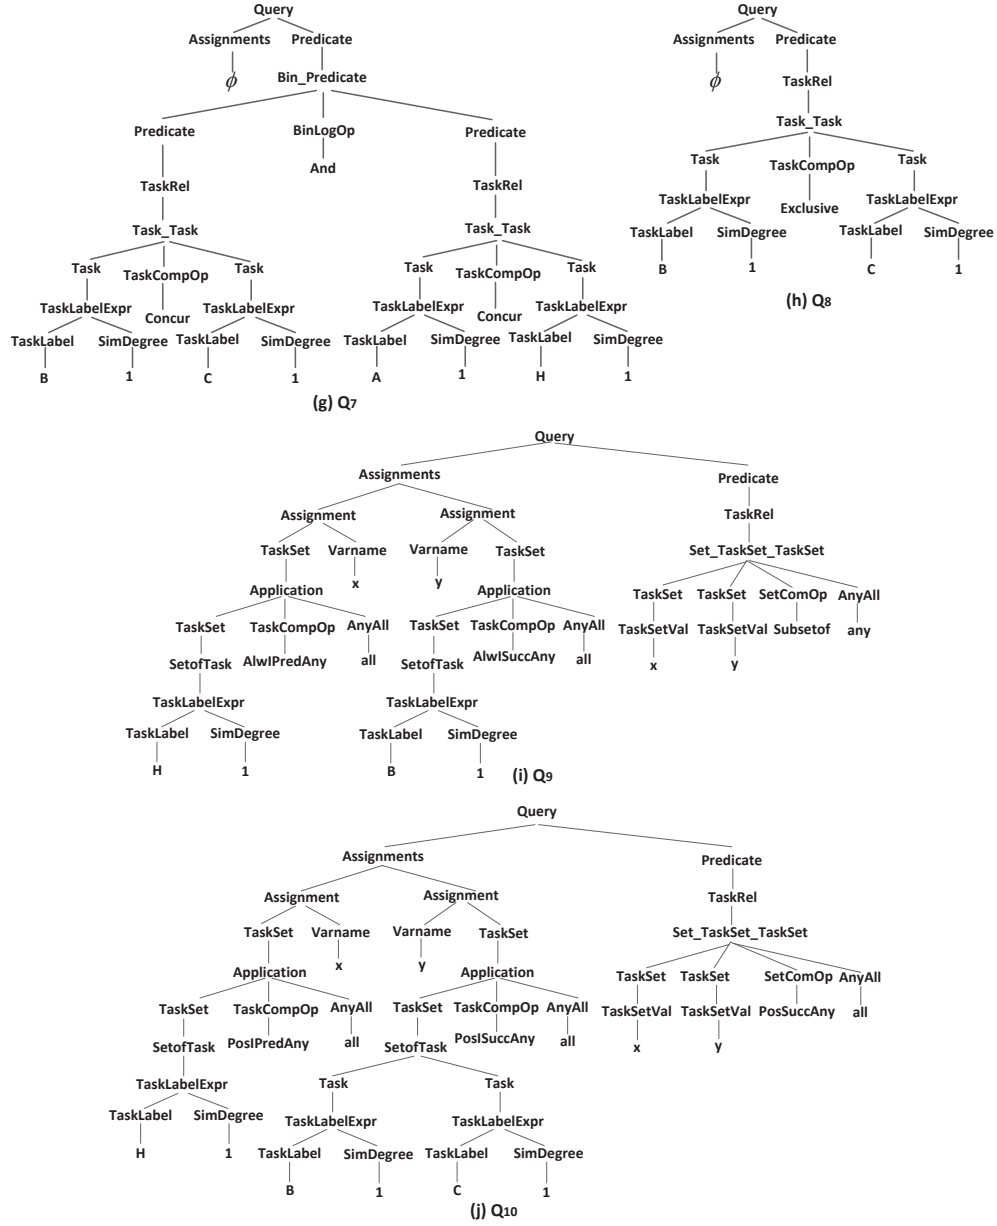 Query
Assignments Predicate
ϕ
Bin_Predicate
Predicate BinLogOp Predicate
And
TaskRel TaskRel
Task_Task Task_Task
Task TaskCompOp Task Task TaskCompOp Task
TaskLabelExpr Concur TaskLabelExpr TaskLabelExpr Concur TaskLabelExpr
TaskLabel SimDegree TaskLabel SimDegree TaskLabel SimDegree TaskLabel SimDegree
B 1 C 1 A 1 H 1
(g) Q7
Query
Assignments Predicate
ϕ TaskRel
Task_Task
Task TaskCompOp Task
TaskLabelExpr Exclusive TaskLabelExpr
TaskLabel SimDegree TaskLabel SimDegree
B 1 C 1
(h) Q8
Query
Assignments Predicate
Assignment Assignment TaskRel
TaskSet Varname Varname TaskSet Set_TaskSet_TaskSet
x y
Application Application TaskSet TaskSet SetComOp AnyAll
TaskSet TaskCompOp AnyAll TaskSet TaskCompOp AnyAll TaskSetVal TaskSetVal Subsetof any
SetofTask AlwIPredAny all SetofTask AlwISuccAny all x y
TaskLabelExpr TaskLabelExpr
TaskLabel SimDegree TaskLabel SimDegree
H 1 B 1
(i) Q9
Query
Assignments Predicate
Assignment Assignment TaskRel
TaskSet Varname Varname TaskSet Set_TaskSet_TaskSet
x y
Application Application TaskSet TaskSet SetComOp AnyAll
TaskSet TaskCompOp AnyAll TaskSet TaskCompOp AnyAll TaskSetVal TaskSetVal PosSuccAny all
SetofTask PosIPredAny all SetofTask PosISuccAny all x y
TaskLabelExpr Task Task
TaskLabel SimDegree TaskLabelExpr TaskLabelExpr
H 1 TaskLabel SimDegree TaskLabel SimDegree
B 1 C 1
(j) Q10